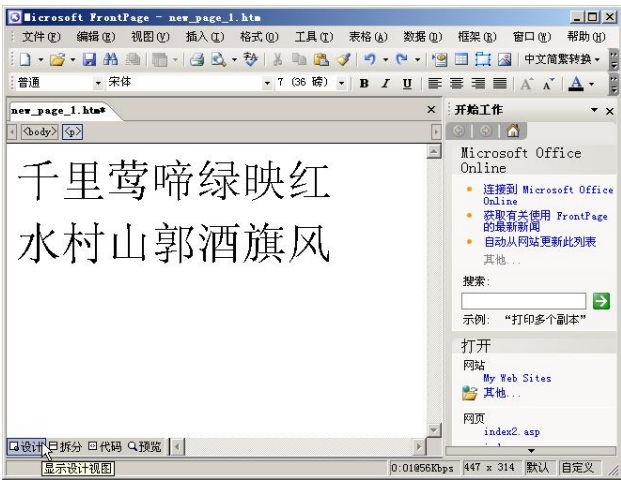 Microsoft FrontPage - new_page_1.htm
文件(F) 编辑(E) 视图(V) 插入(I) 格式(O) 工具(T) 表格(A) 数据(D) 框架(R) 窗口(W) 帮助(H)
中文简繁转换
普通 宋体 7 (36 磅) B I U A A A
new_page_1.htm*
开始工作
<body> <p>
千里莺啼绿映红
水村山郭酒旗风
Microsoft Office
Online
连接到 Microsoft Office
Online
获取有关使用 FrontPage
的最新新闻
自动从网站更新此列表
其他...
搜索:
示例: “打印多个副本”
打开
网站
My Web Sites
其他...
网页
index2.asp
设计 拆分 代码 预览
显示设计视图
0:01@56Kbps 447 x 314 默认 自定义